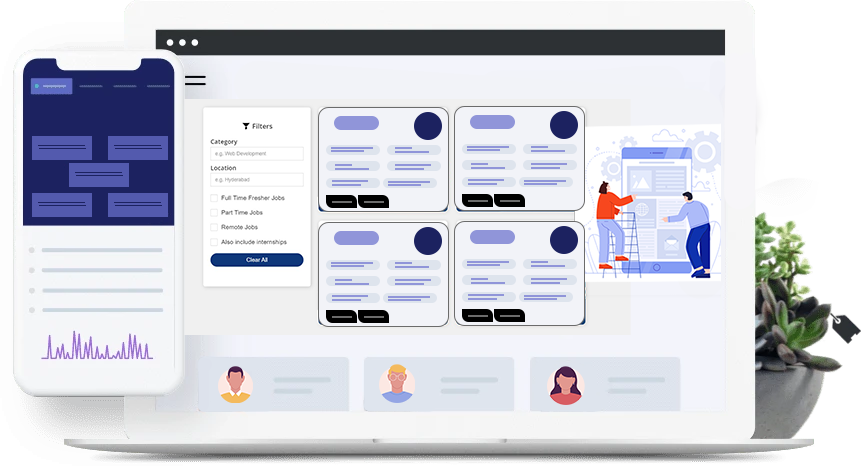 Filters
Category
e.g. Web Development
Location
e.g. Hyderabad
Full Time Fresher Jobs
Part Time Jobs
Remote Jobs
Also include internships
Clear All